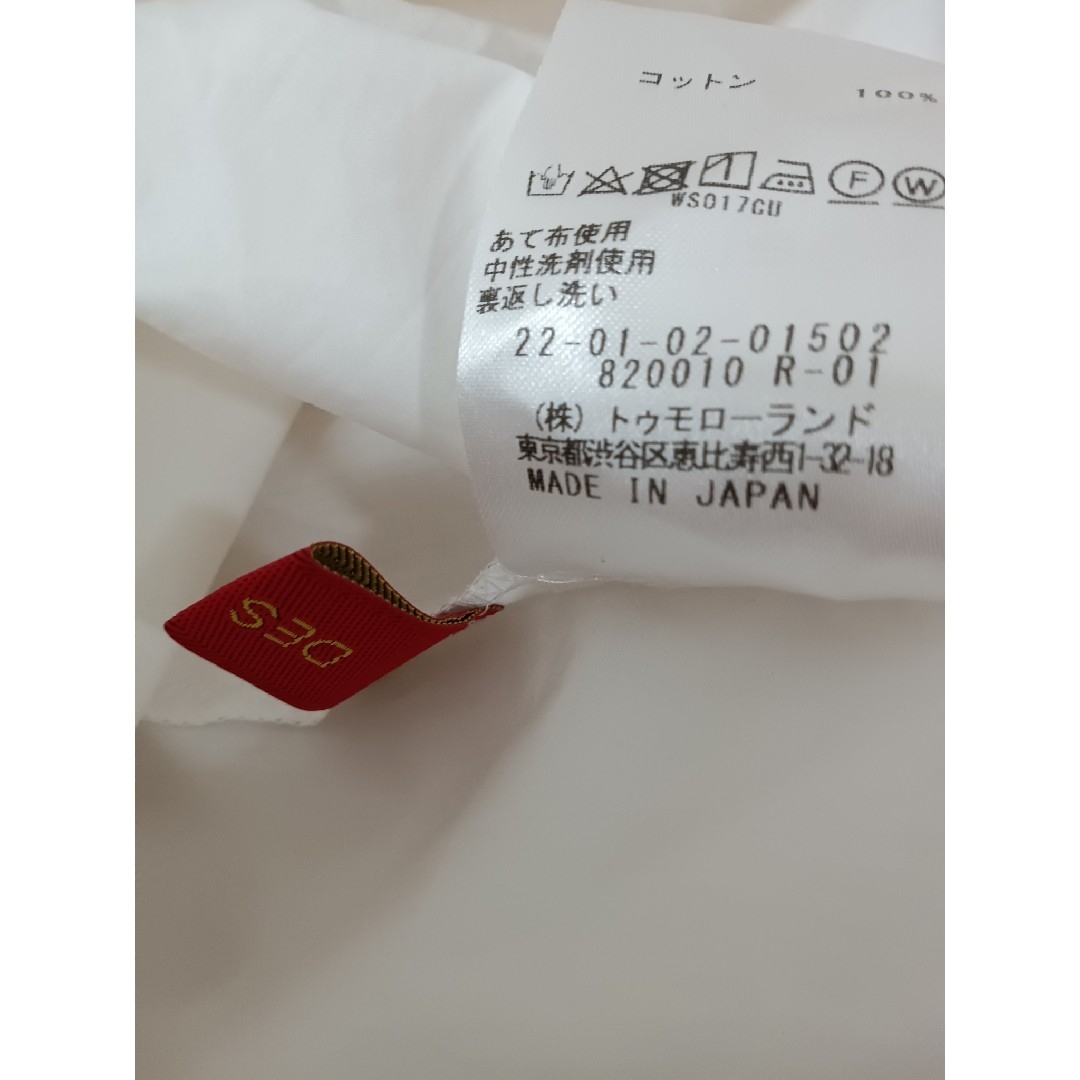 コットン 100%
F W
WS017CU
あて布使用
中性洗剤使用
裏返し洗い
22-01-02-01502
820010 R-01
(株) トゥモローランド
東京都渋谷区恵比寿西1-32-18
MADE IN JAPAN
DES